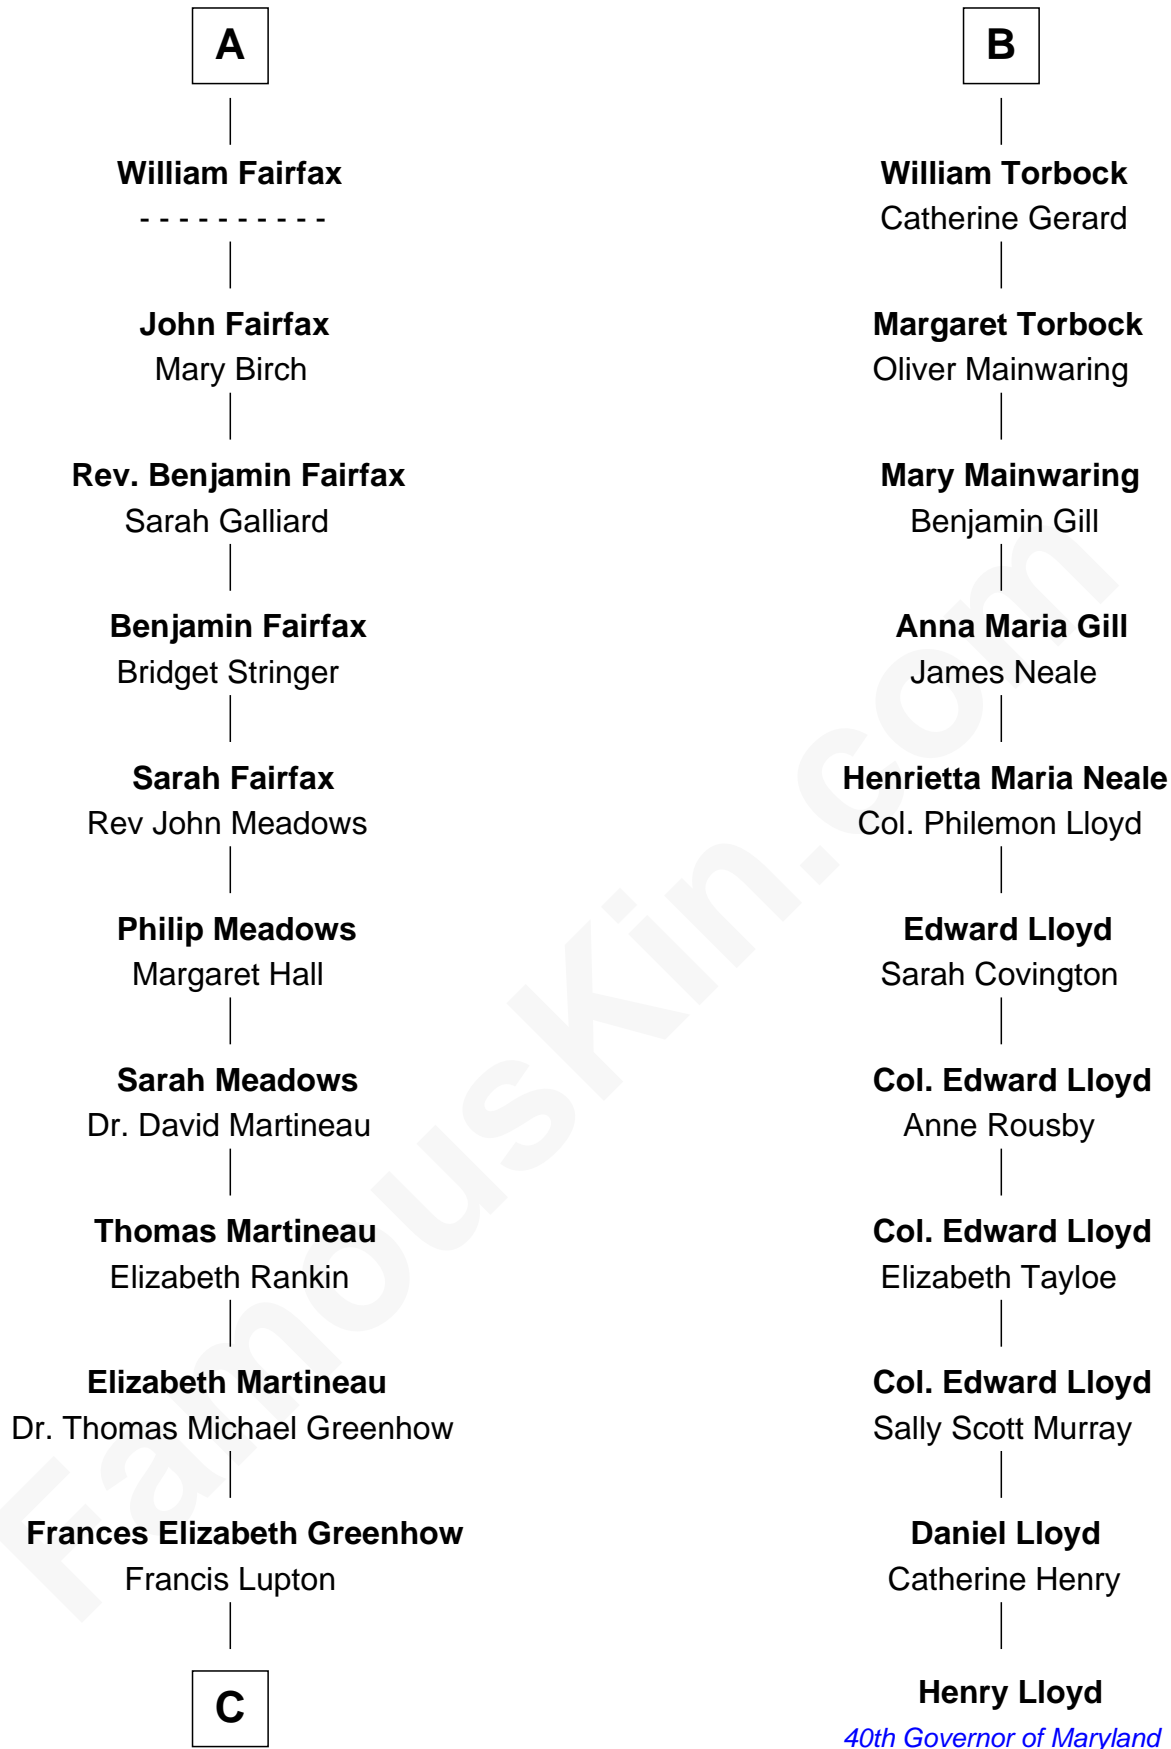 A
William Fairfax
- - - - - - - - - -
John Fairfax
Mary Birch
Rev. Benjamin Fairfax
Sarah Galliard
Benjamin Fairfax
Bridget Stringer
Sarah Fairfax
Rev John Meadows
Philip Meadows
Margaret Hall
Sarah Meadows
Dr. David Martineau
Thomas Martineau
Elizabeth Rankin
Elizabeth Martineau
Dr. Thomas Michael Greenhow
Frances Elizabeth Greenhow
Francis Lupton
C
B
William Torbock
Catherine Gerard
Margaret Torbock
Oliver Mainwaring
Mary Mainwaring
Benjamin Gill
Anna Maria Gill
James Neale
Henrietta Maria Neale
Col. Philemon Lloyd
Edward Lloyd
Sarah Covington
Col. Edward Lloyd
Anne Rousby
Col. Edward Lloyd
Elizabeth Tayloe
Col. Edward Lloyd
Sally Scott Murray
Daniel Lloyd
Catherine Henry
Henry Lloyd
40th Governor of Maryland
FamousKin.com